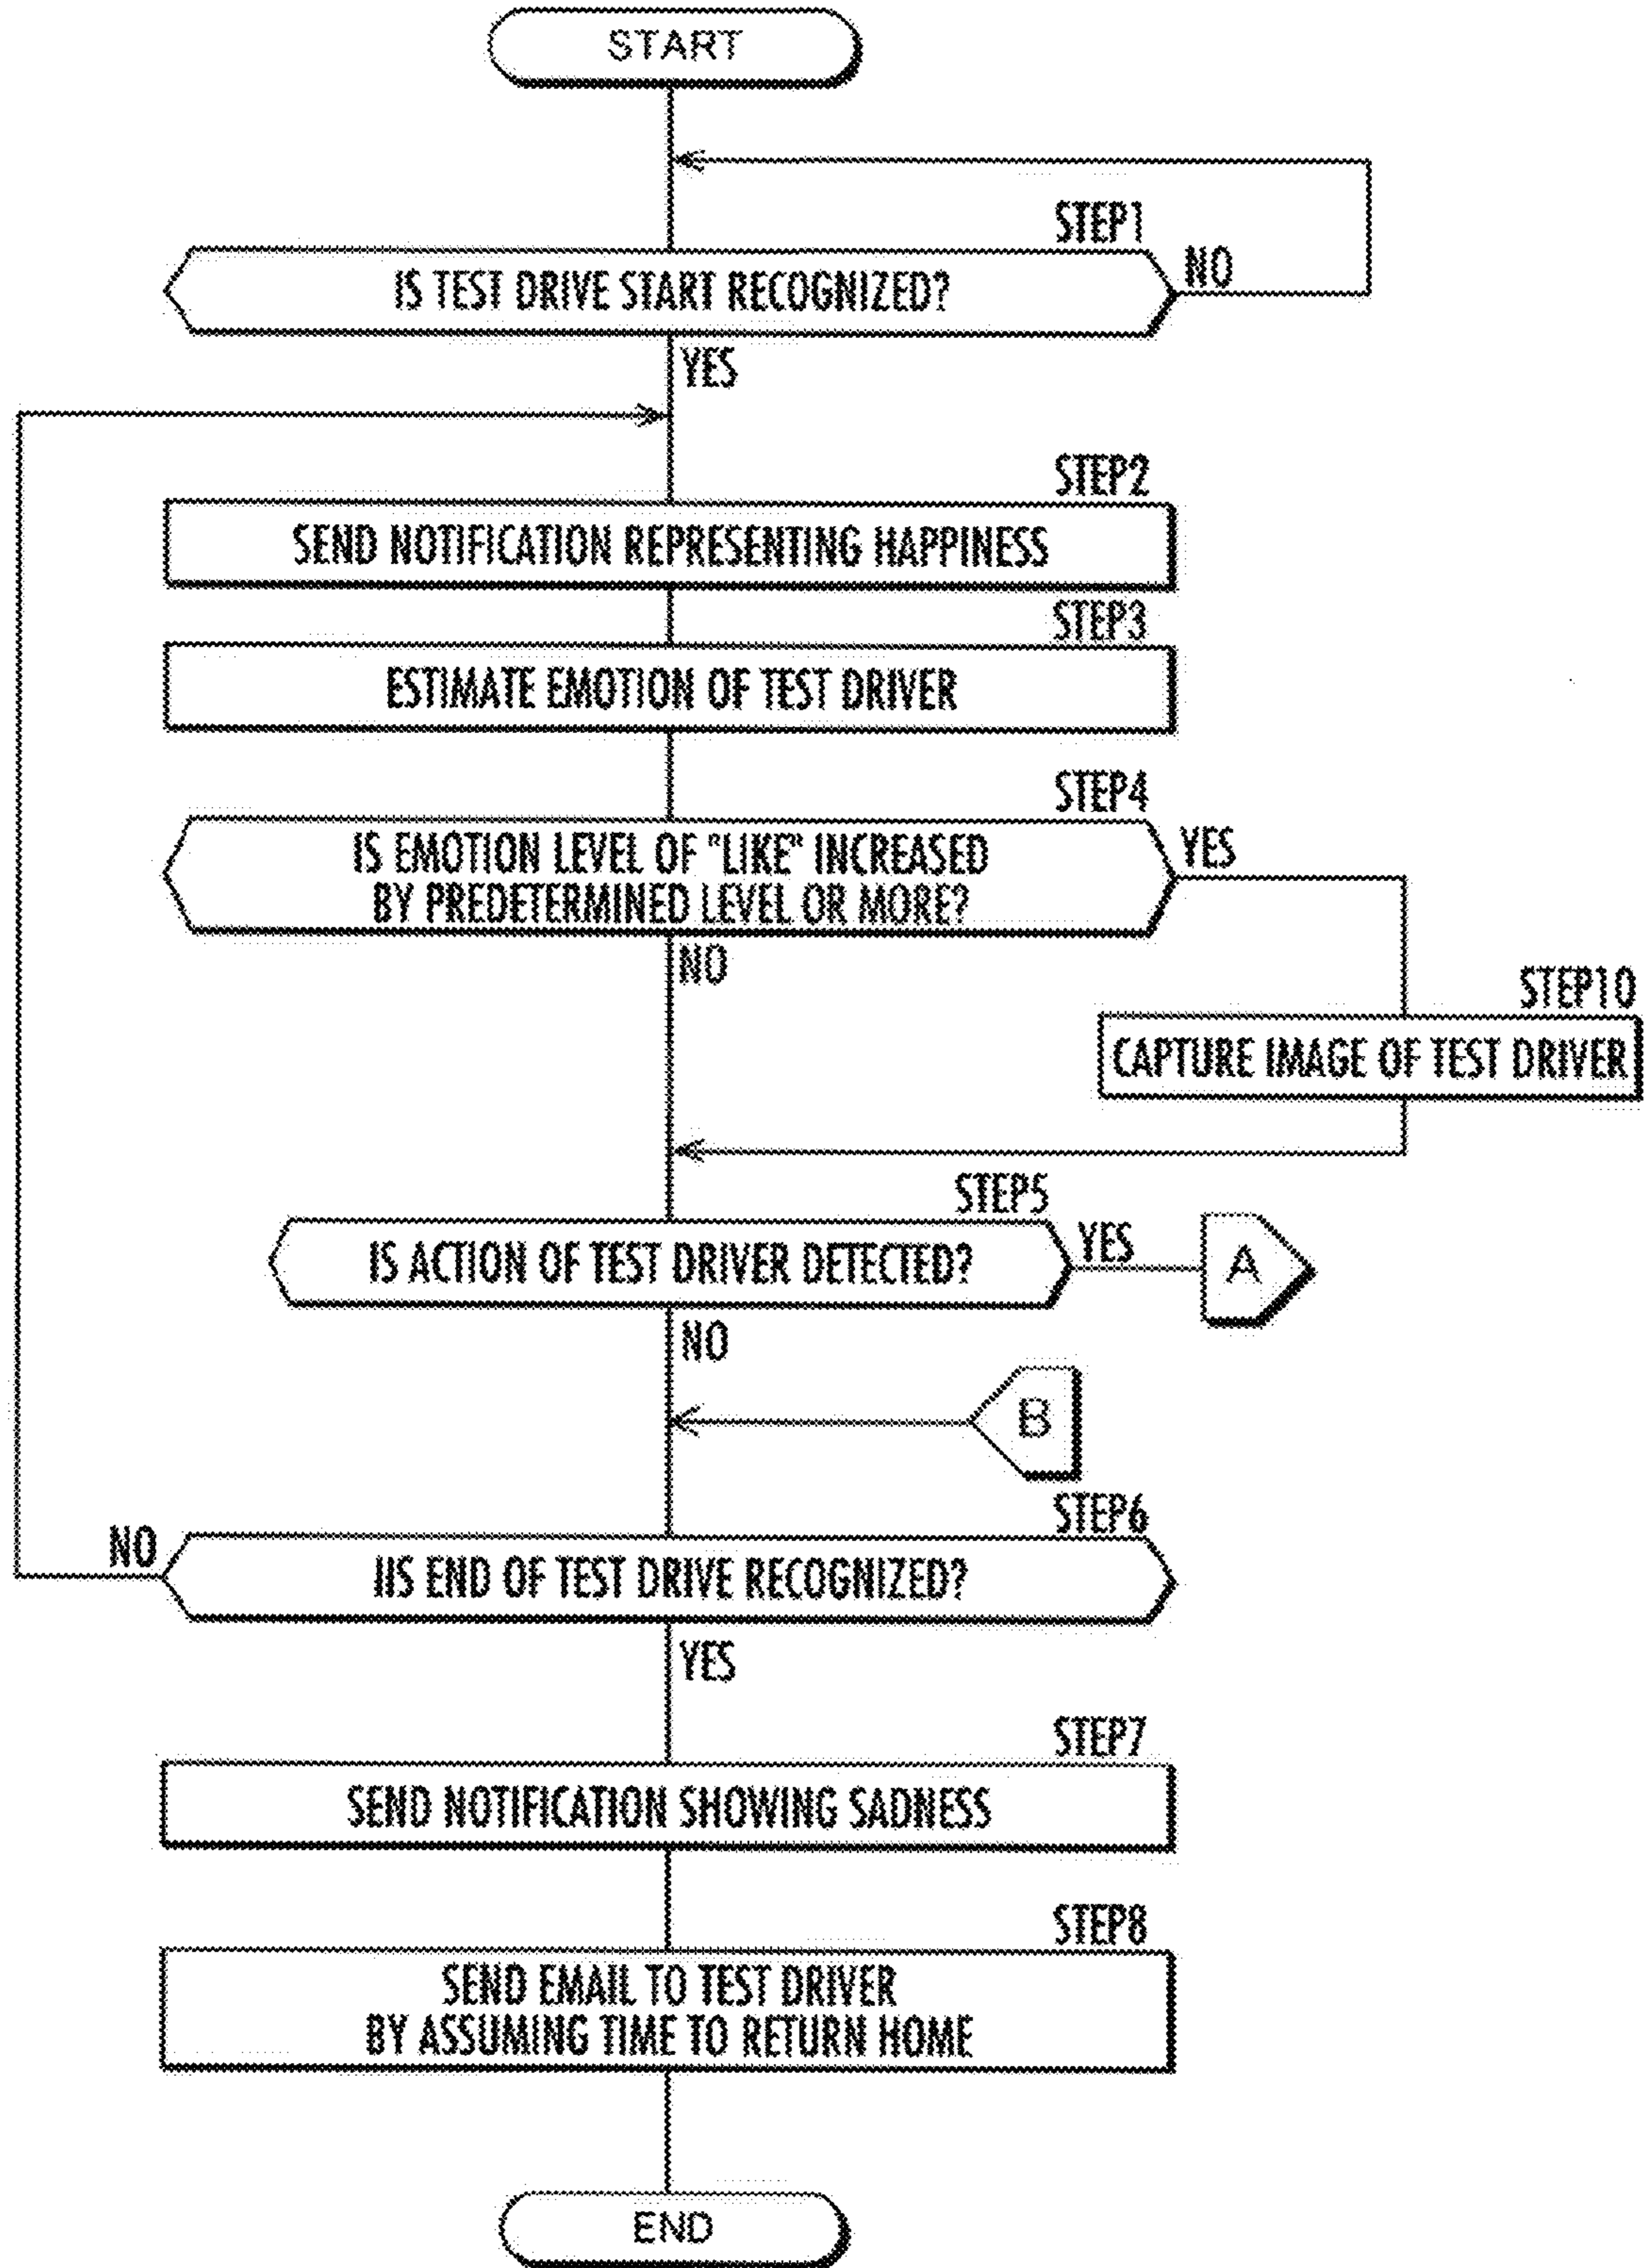 START
STEP1
IS TEST DRIVE START RECOGNIZED?
NO
YES
STEP2
SEND NOTIFICATION REPRESENTING HAPPINESS
STEP3
ESTIMATE EMOTION OF TEST DRIVER
STEP4
IS EMOTION LEVEL OF "LIKE" INCREASED
BY PREDETERMINED LEVEL OR MORE?
YES
NO
STEP10
CAPTURE IMAGE OF TEST DRIVER
STEP5
IS ACTION OF TEST DRIVER DETECTED?
YES
A
NO
B
STEP6
NO
IIS END OF TEST DRIVE RECOGNIZED?
YES
STEP7
SEND NOTIFICATION SHOWING SADNESS
STEP8
SEND EMAIL TO TEST DRIVER
BY ASSUMING TIME TO RETURN HOME
END